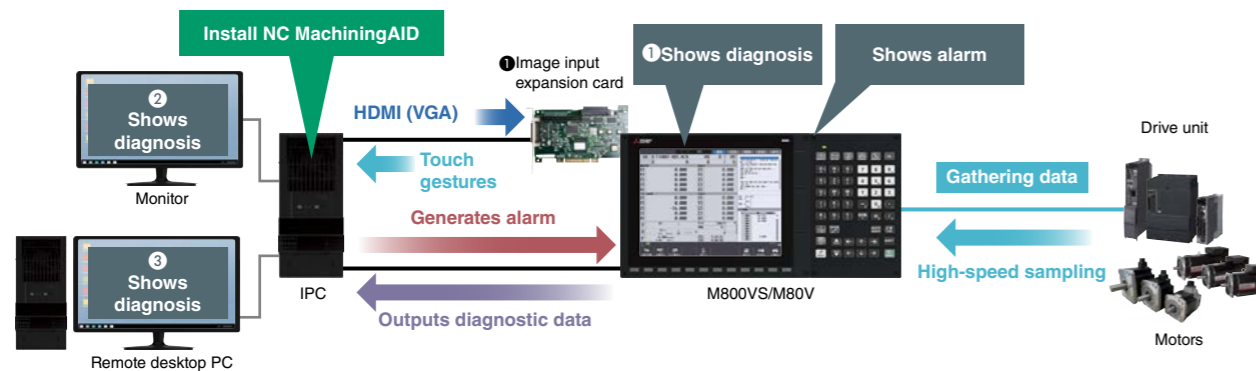 Install NC MachiningAID
❶Image input
expansion card
❶Shows diagnosis
Shows alarm
②
Shows
diagnosis
Monitor
HDMI (VGA)
Touch
gestures
Generates alarm
Outputs diagnostic data
IPC
③
Shows
diagnosis
Remote desktop PC
M800VS/M80V
Drive unit
Gathering data
High-speed sampling
Motors